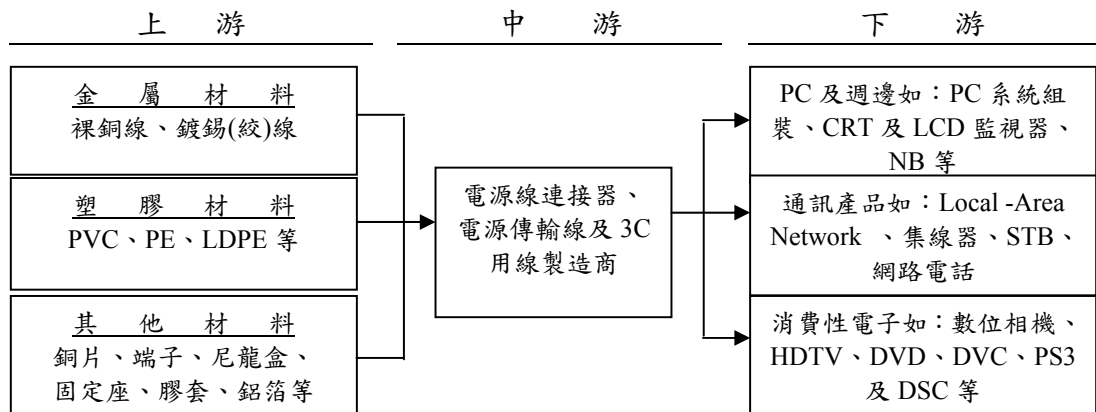 上 游
中 游
下 游
金屬材料
裸銅線、鍍錫(絞)線
塑膠材料
PVC、PE、LDPE 等
其他材料
銅片、端子、尼龍盒、
固定座、膠套、鋁箔等
電源線連接器、
電源傳輸線及 3C
用線製造商
PC 及週邊如：PC 系統組
裝、CRT 及 LCD 監視器、
NB 等
通訊產品如：Local -Area
Network 、集線器、STB、
網路電話
消費性電子如：數位相機、
HDTV、DVD、DVC、PS3
及 DSC 等